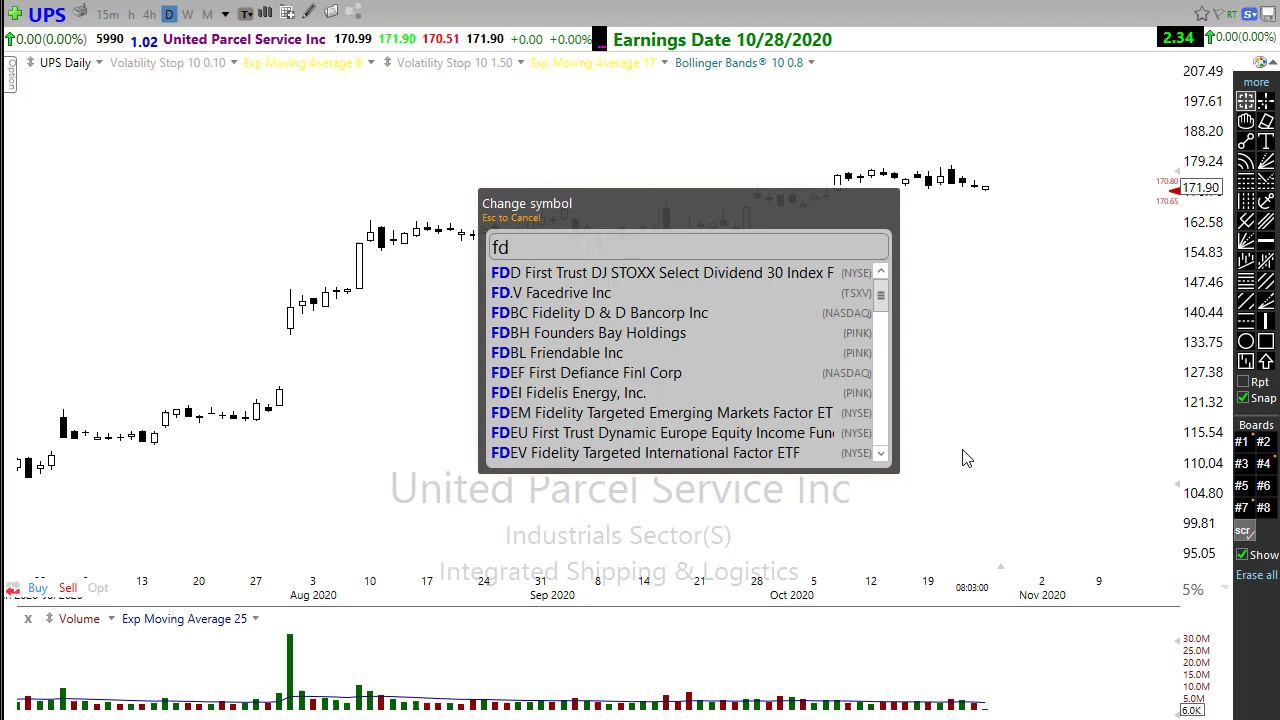 UPS 15m h 4h D W M T RT S
0.00(0.00%) 5990 1.02 United Parcel Service Inc 170.99 171.90 170.51 171.90 +0.00 +0.00% Earnings Date 10/28/2020 2.34 0.00(0.00%)
Option
UPS Daily Volatility Stop 10 0.10 Exp Moving Average 8 Volatility Stop 10 1.50 Exp Moving Average 17 Bollinger Bands® 10 0.8
207.49
197.61
188.20
179.24
170.80
171.90
170.65
162.58
154.83
147.46
140.44
133.75
127.38
121.32
115.54
110.04
104.80
99.81
95.05
5%
more
T
Rpt
Snap
Boards
#1 #2
#3 #4
#5 #6
#7 #8
scr
Show
Erase all
Change symbol
Esc to Cancel
fd
FDD First Trust DJ STOXX Select Dividend 30 Index F (NYSE)
FD.V Facedrive Inc (TSXV)
FDBC Fidelity D & D Bancorp Inc (NASDAQ)
FDBH Founders Bay Holdings (PINK)
FDBL Friendable Inc (PINK)
FDEF First Defiance Finl Corp (NASDAQ)
FDEI Fidelis Energy, Inc. (PINK)
FDEM Fidelity Targeted Emerging Markets Factor ET (NYSE)
FDEU First Trust Dynamic Europe Equity Income Fun (NYSE)
FDEV Fidelity Targeted International Factor ETF (NYSE)
United Parcel Service Inc
Industrials Sector(S)
Integrated Shipping & Logistics
Buy Sell Opt
13 20 27 3 10 17 24 31 8 14 21 28 5 12 19 08:03:00 2 9
Aug 2020 Sep 2020 Oct 2020 Nov 2020
X Volume Exp Moving Average 25
30.0M
25.0M
20.0M
15.0M
10.0M
5.0M
6.0K